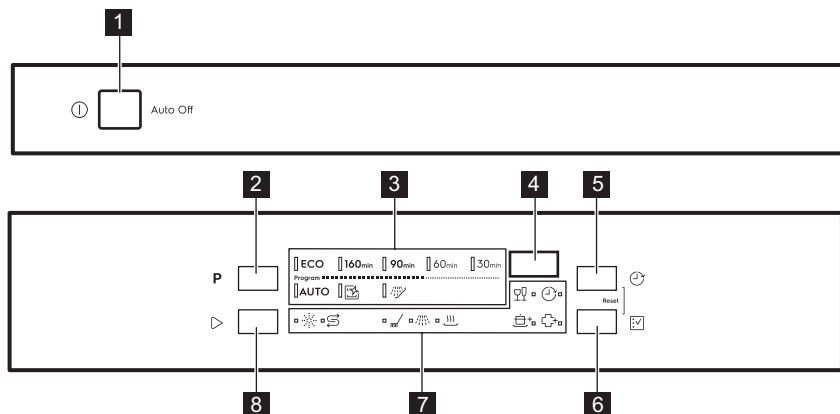 1
Auto Off
2 3 4 5
P
ECO 160min 90min 60min 30min
Program
AUTO
Reset
8 7 6